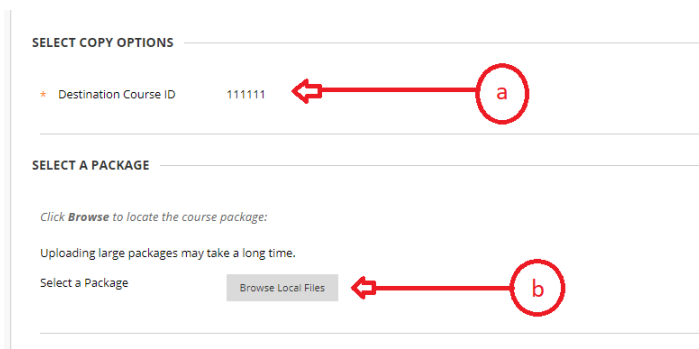 SELECT COPY OPTIONS
* Destination Course ID 111111
a
SELECT A PACKAGE
Click Browse to locate the course package:
Uploading large packages may take a long time.
Select a Package Browse Local Files
b